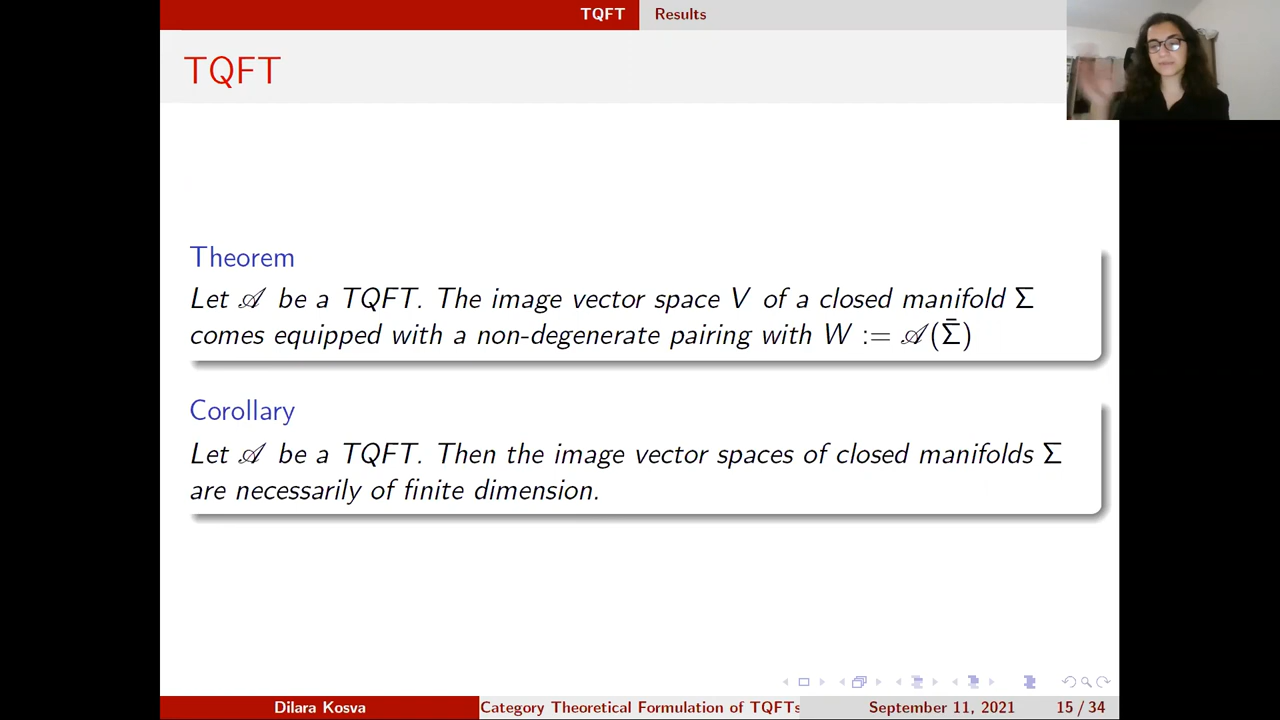 TQFT Results
TQFT
Theorem
Let 𝒜 be a TQFT. The image vector space V of a closed manifold Σ
comes equipped with a non-degenerate pairing with W := 𝒜(Σ̄)
Corollary
Let 𝒜 be a TQFT. Then the image vector spaces of closed manifolds Σ
are necessarily of finite dimension.
Dilara Kosva Category Theoretical Formulation of TQFTs September 11, 2021 15 / 34